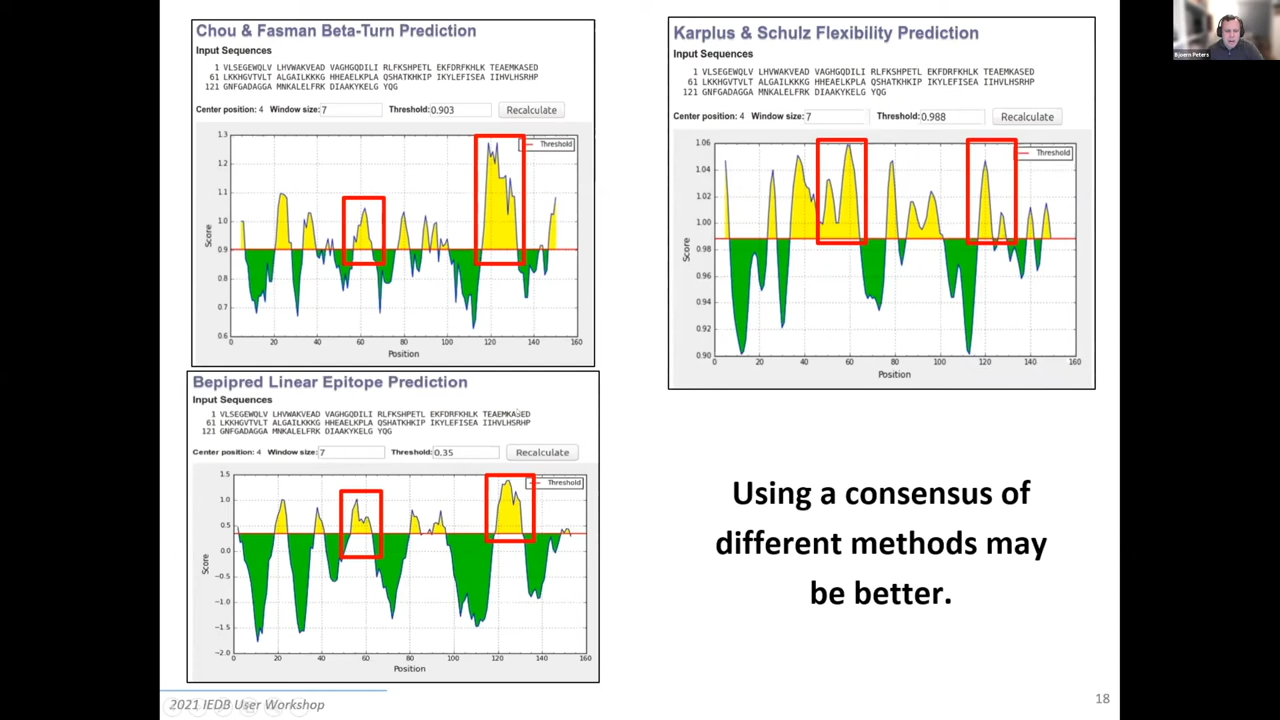 Chou & Fasman Beta-Turn Prediction
Input Sequences
1 VLSEGEWQLV LHVWAKVEAD VAGHGQDILI RLFKSHPETL EKFDRFKHLK TEAEMKASED
61 LKKHGVTVLT ALGAILKKKG HHEAELKPLA QSHATKHKIP IKYLEFISEA IIHVLHSRHP
121 GNFGADAGGA MNKALELFRK DIAAKYKELG YQG
Center position: 4 Window size: 7 Threshold: 0.903 Recalculate
1.3
1.2
1.1
1.0
0.9
0.8
0.7
0.6
Score
Threshold
0 20 40 60 80 100 120 140 160
Position
Karplus & Schulz Flexibility Prediction
Input Sequences
1 VLSEGEWQLV LHVWAKVEAD VAGHGQDILI RLFKSHPETL EKFDRFKHLK TEAEMKASED
61 LKKHGVTVLT ALGAILKKKG HHEAELKPLA QSHATKHKIP IKYLEFISEA IIHVLHSRHP
121 GNFGADAGGA MNKALELFRK DIAAKYKELG YQG
Center position: 4 Window size: 7 Threshold: 0.988 Recalculate
1.06
1.04
1.02
1.00
0.98
0.96
0.94
0.92
0.90
Score
Threshold
0 20 40 60 80 100 120 140 160
Position
Bjoern Peters
Bepipred Linear Epitope Prediction
Input Sequences
1 VLSEGEWQLV LHVWAKVEAD VAGHGQDILI RLFKSHPETL EKFDRFKHLK TEAEMKASED
61 LKKHGVTVLT ALGAILKKKG HHEAELKPLA QSHATKHKIP IKYLEFISEA IIHVLHSRHP
121 GNFGADAGGA MNKALELFRK DIAAKYKELG YQG
Center position: 4 Window size: 7 Threshold: 0.35 Recalculate
1.5
1.0
0.5
0.0
−0.5
−1.0
−1.5
−2.0
Score
Threshold
0 20 40 60 80 100 120 140 160
Position
Using a consensus of
different methods may
be better.
2021 IEDB User Workshop
18